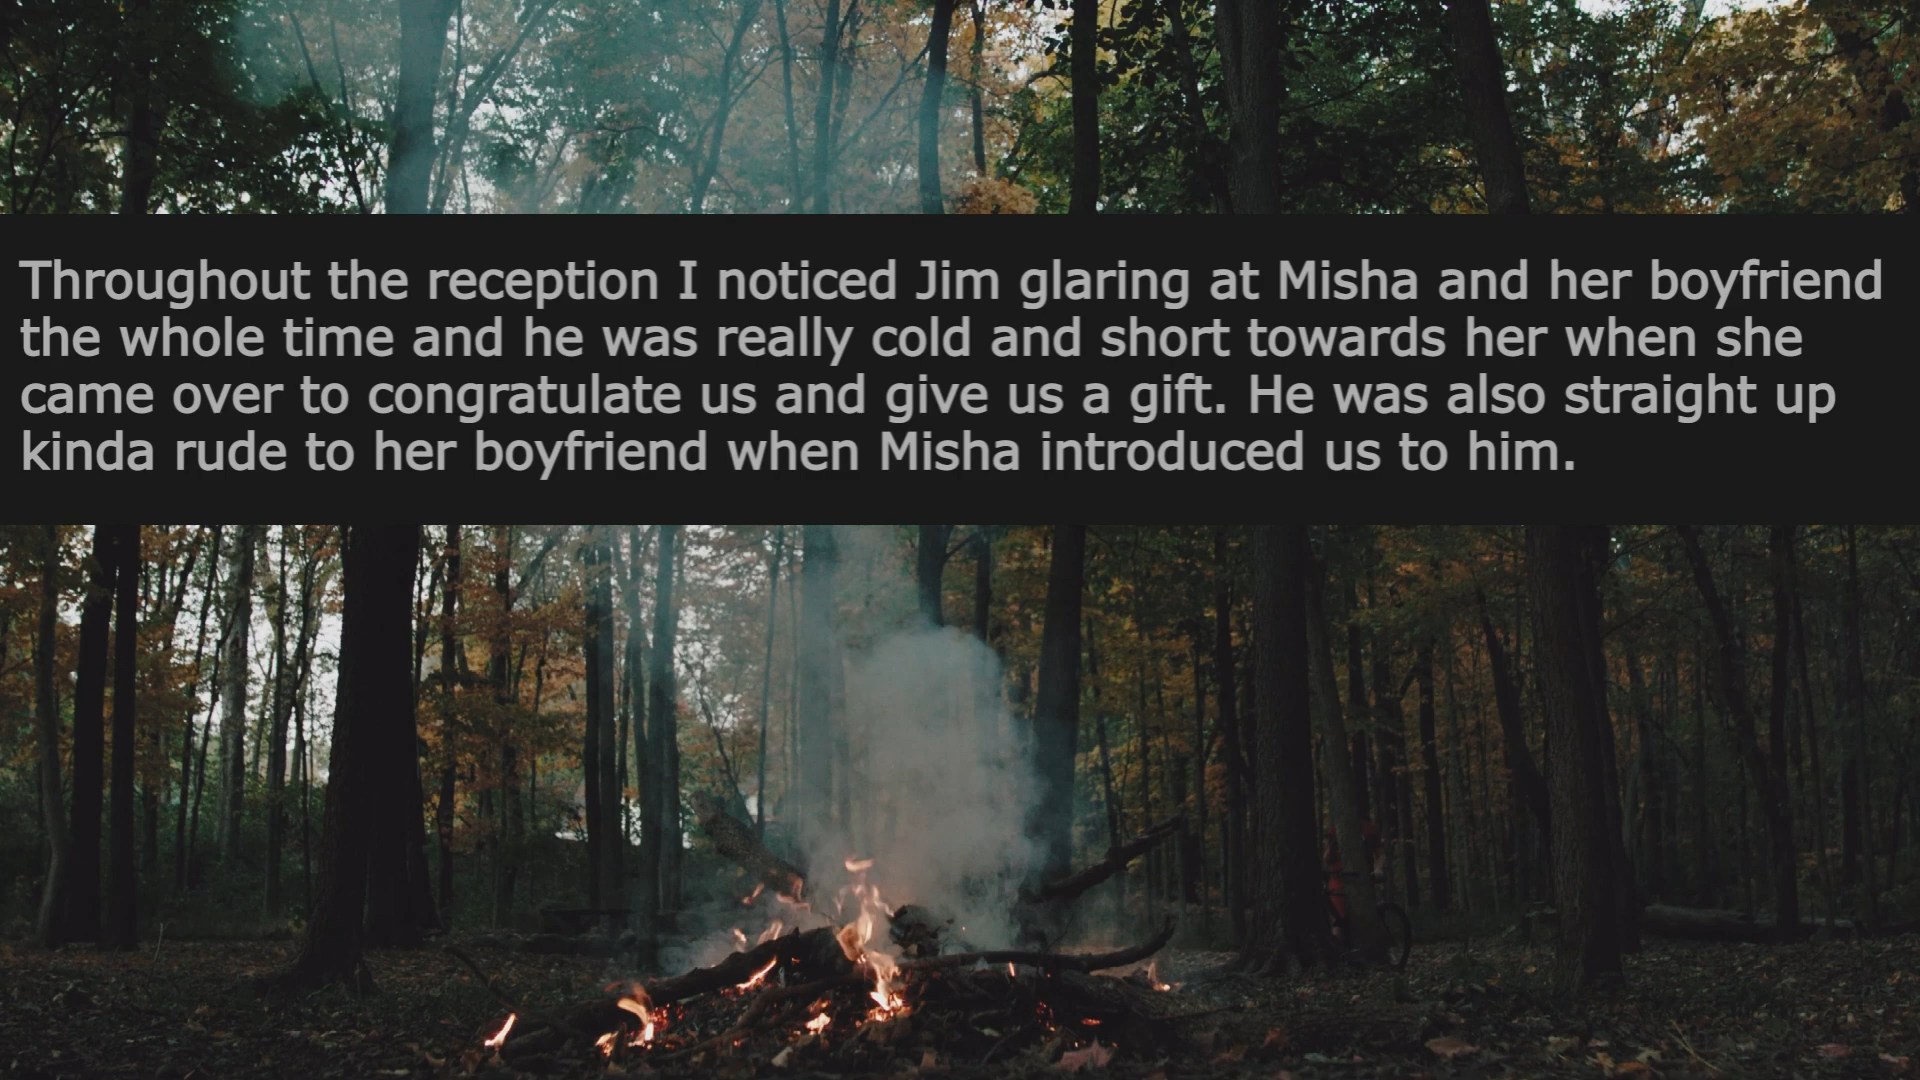 Throughout the reception I noticed Jim glaring at Misha and her boyfriend
the whole time and he was really cold and short towards her when she
came over to congratulate us and give us a gift. He was also straight up
kinda rude to her boyfriend when Misha introduced us to him.